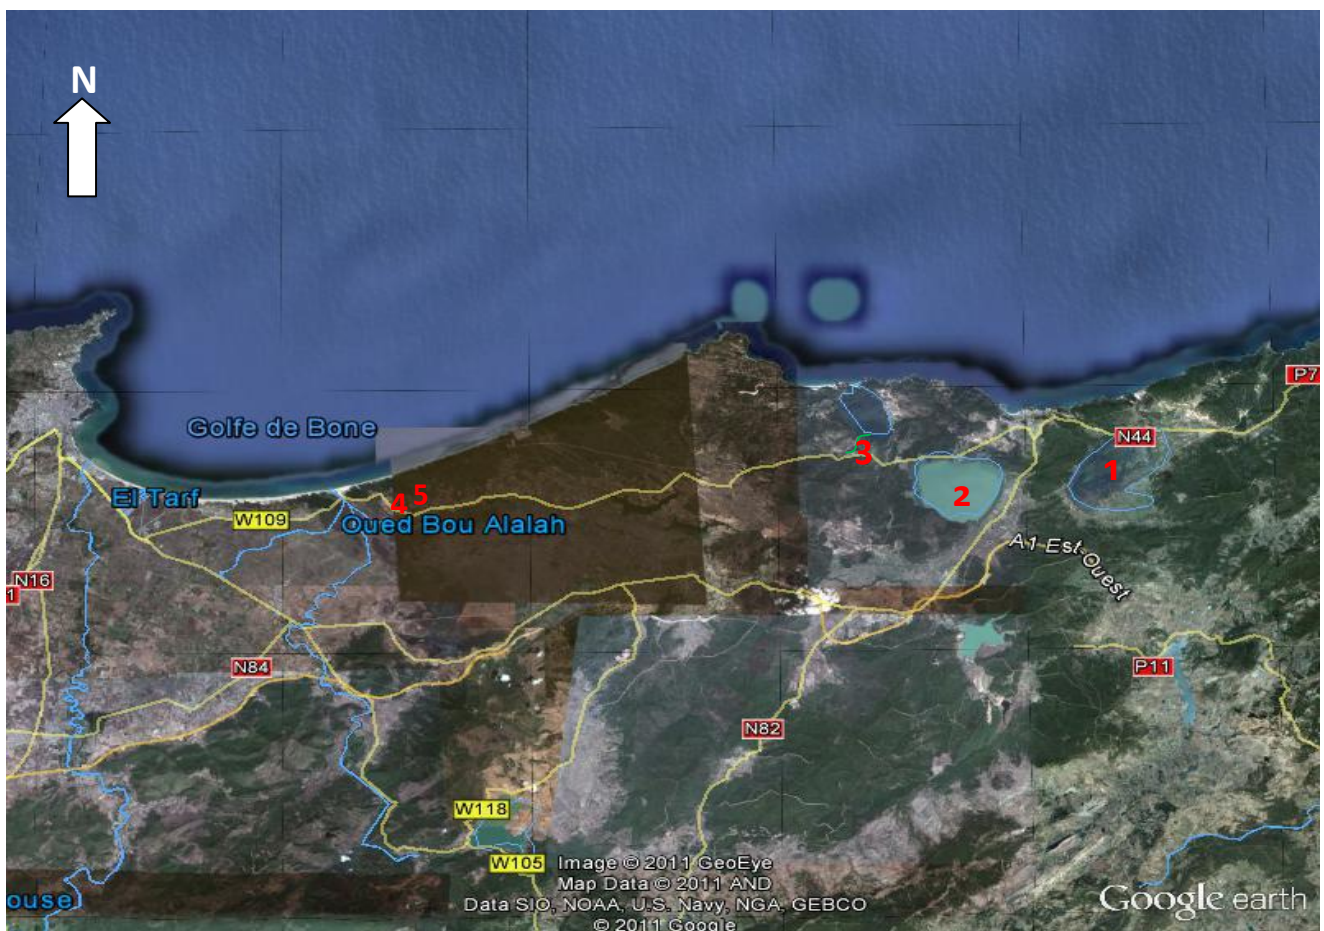 N
P7
Golfe de Bone
N44
3
1
2
El Tarf
4
5
W109
Oued Bou Alalah
A1 Est Ouest
N16
1
N84
P11
N82
W118
W105
Image © 2011 GeoEye
Map Data © 2011 AND
Data SIO, NOAA, U.S. Navy, NGA, GEBCO
© 2011 Google
ouse
Google earth